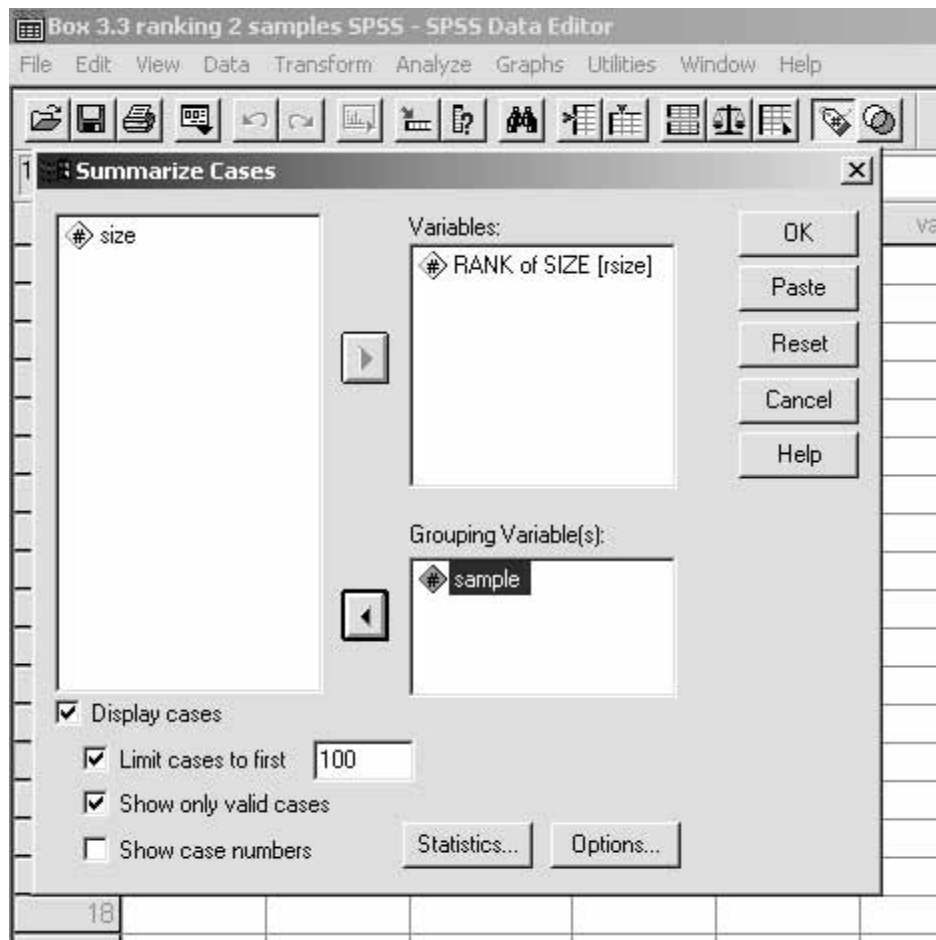 Box 3.3 ranking 2 samples SPSS - SPSS Data Editor
File Edit View Data Transform Analyze Graphs Utilities Window Help
1
Summarize Cases
va
size
Variables:
RANK of SIZE [rsize]
OK
Paste
Reset
Cancel
Help
Grouping Variable(s):
sample
Display cases
Limit cases to first 100
Show only valid cases
Show case numbers
Statistics... Options...
18